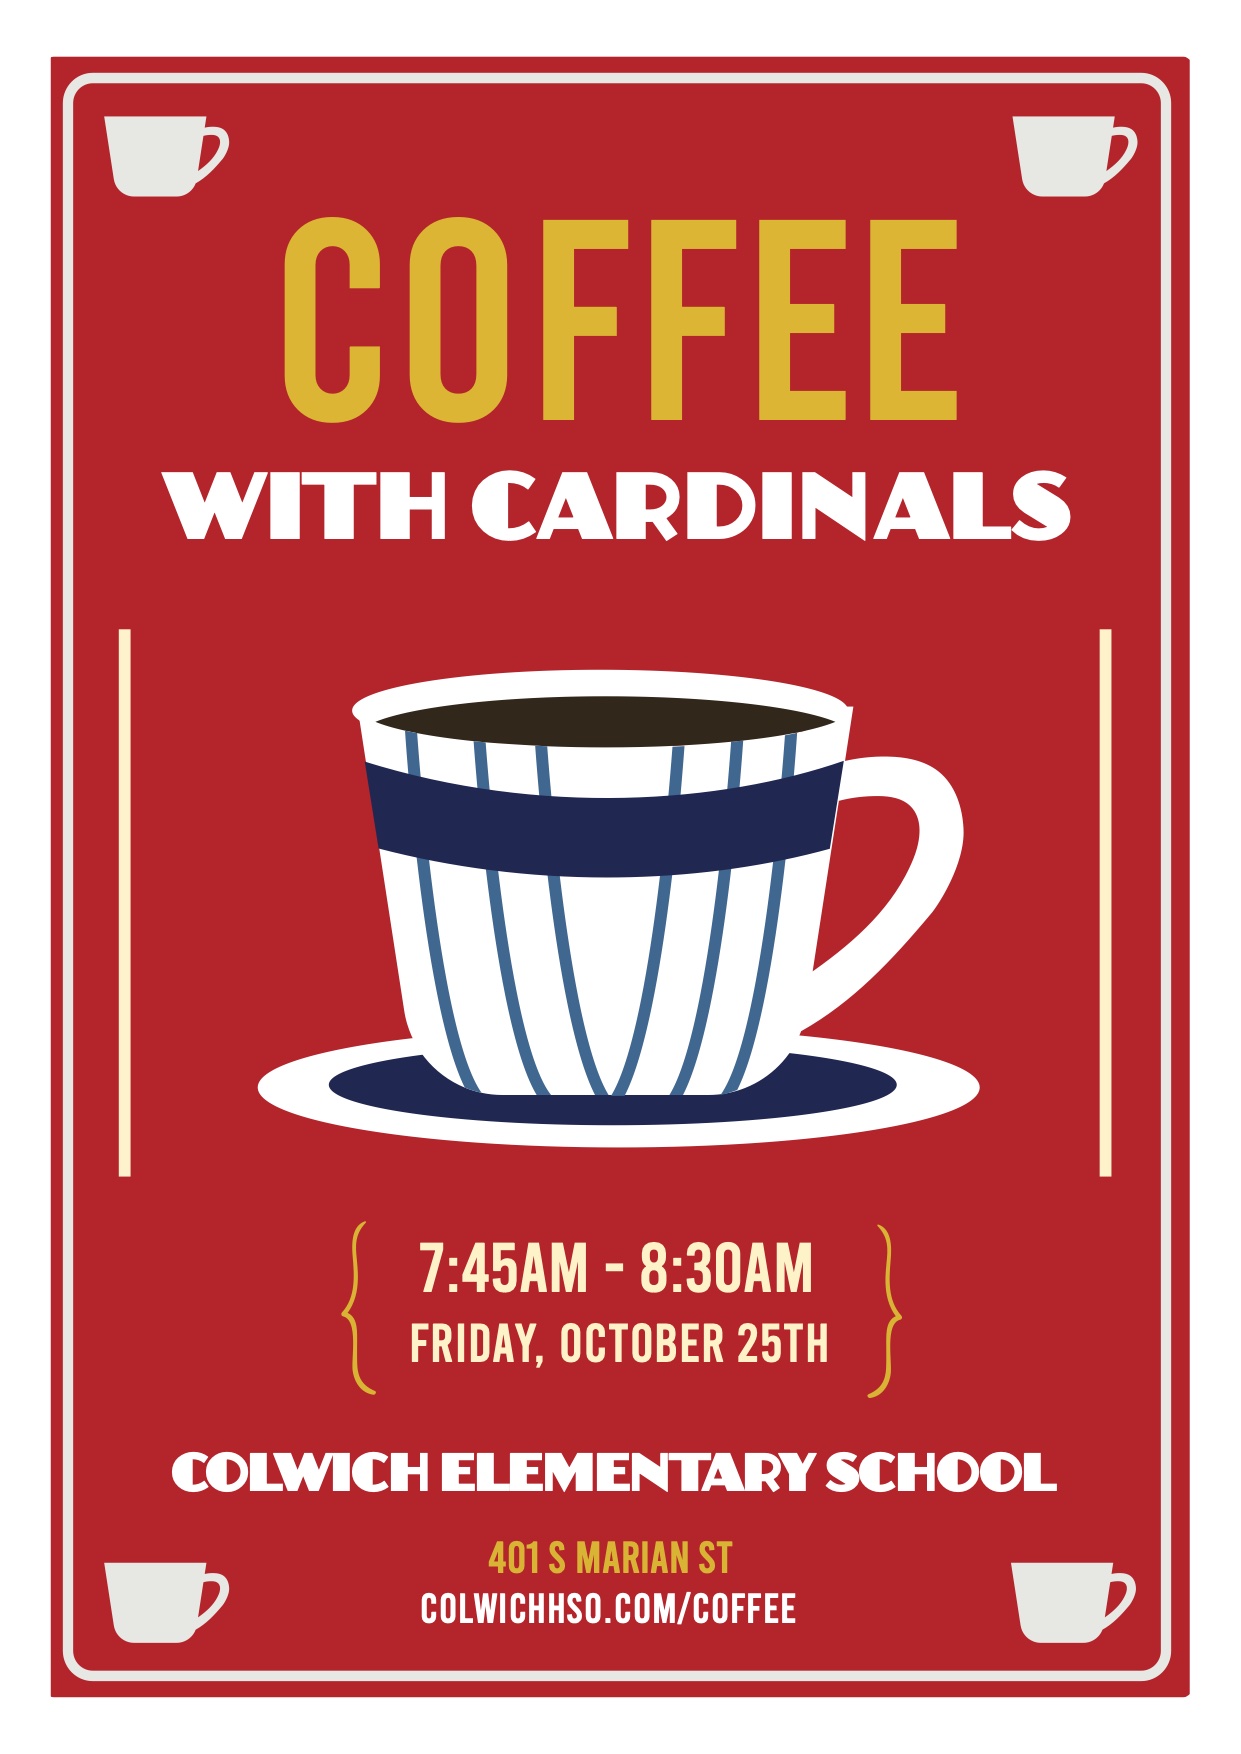 COFFEE
WITH CARDINALS
7:45AM - 8:30AM
FRIDAY, OCTOBER 25TH
COLWICH ELEMENTARY SCHOOL
401 S MARIAN ST
COLWICHHSO.COM/COFFEE